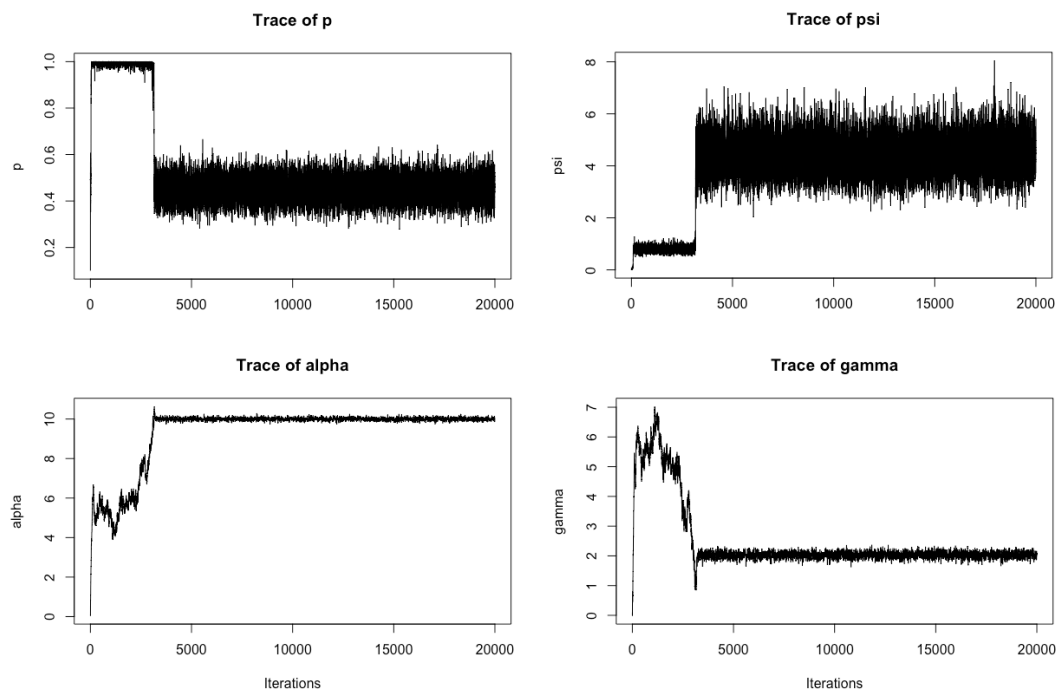 Trace of p
p
1.0
0.8
0.6
0.4
0.2
0 5000 10000 15000 20000
Trace of psi
psi
8
6
4
2
0
0 5000 10000 15000 20000
Trace of alpha
alpha
10
8
6
4
2
0
0 5000 10000 15000 20000
Iterations
Trace of gamma
gamma
7
6
5
4
3
2
1
0
0 5000 10000 15000 20000
Iterations